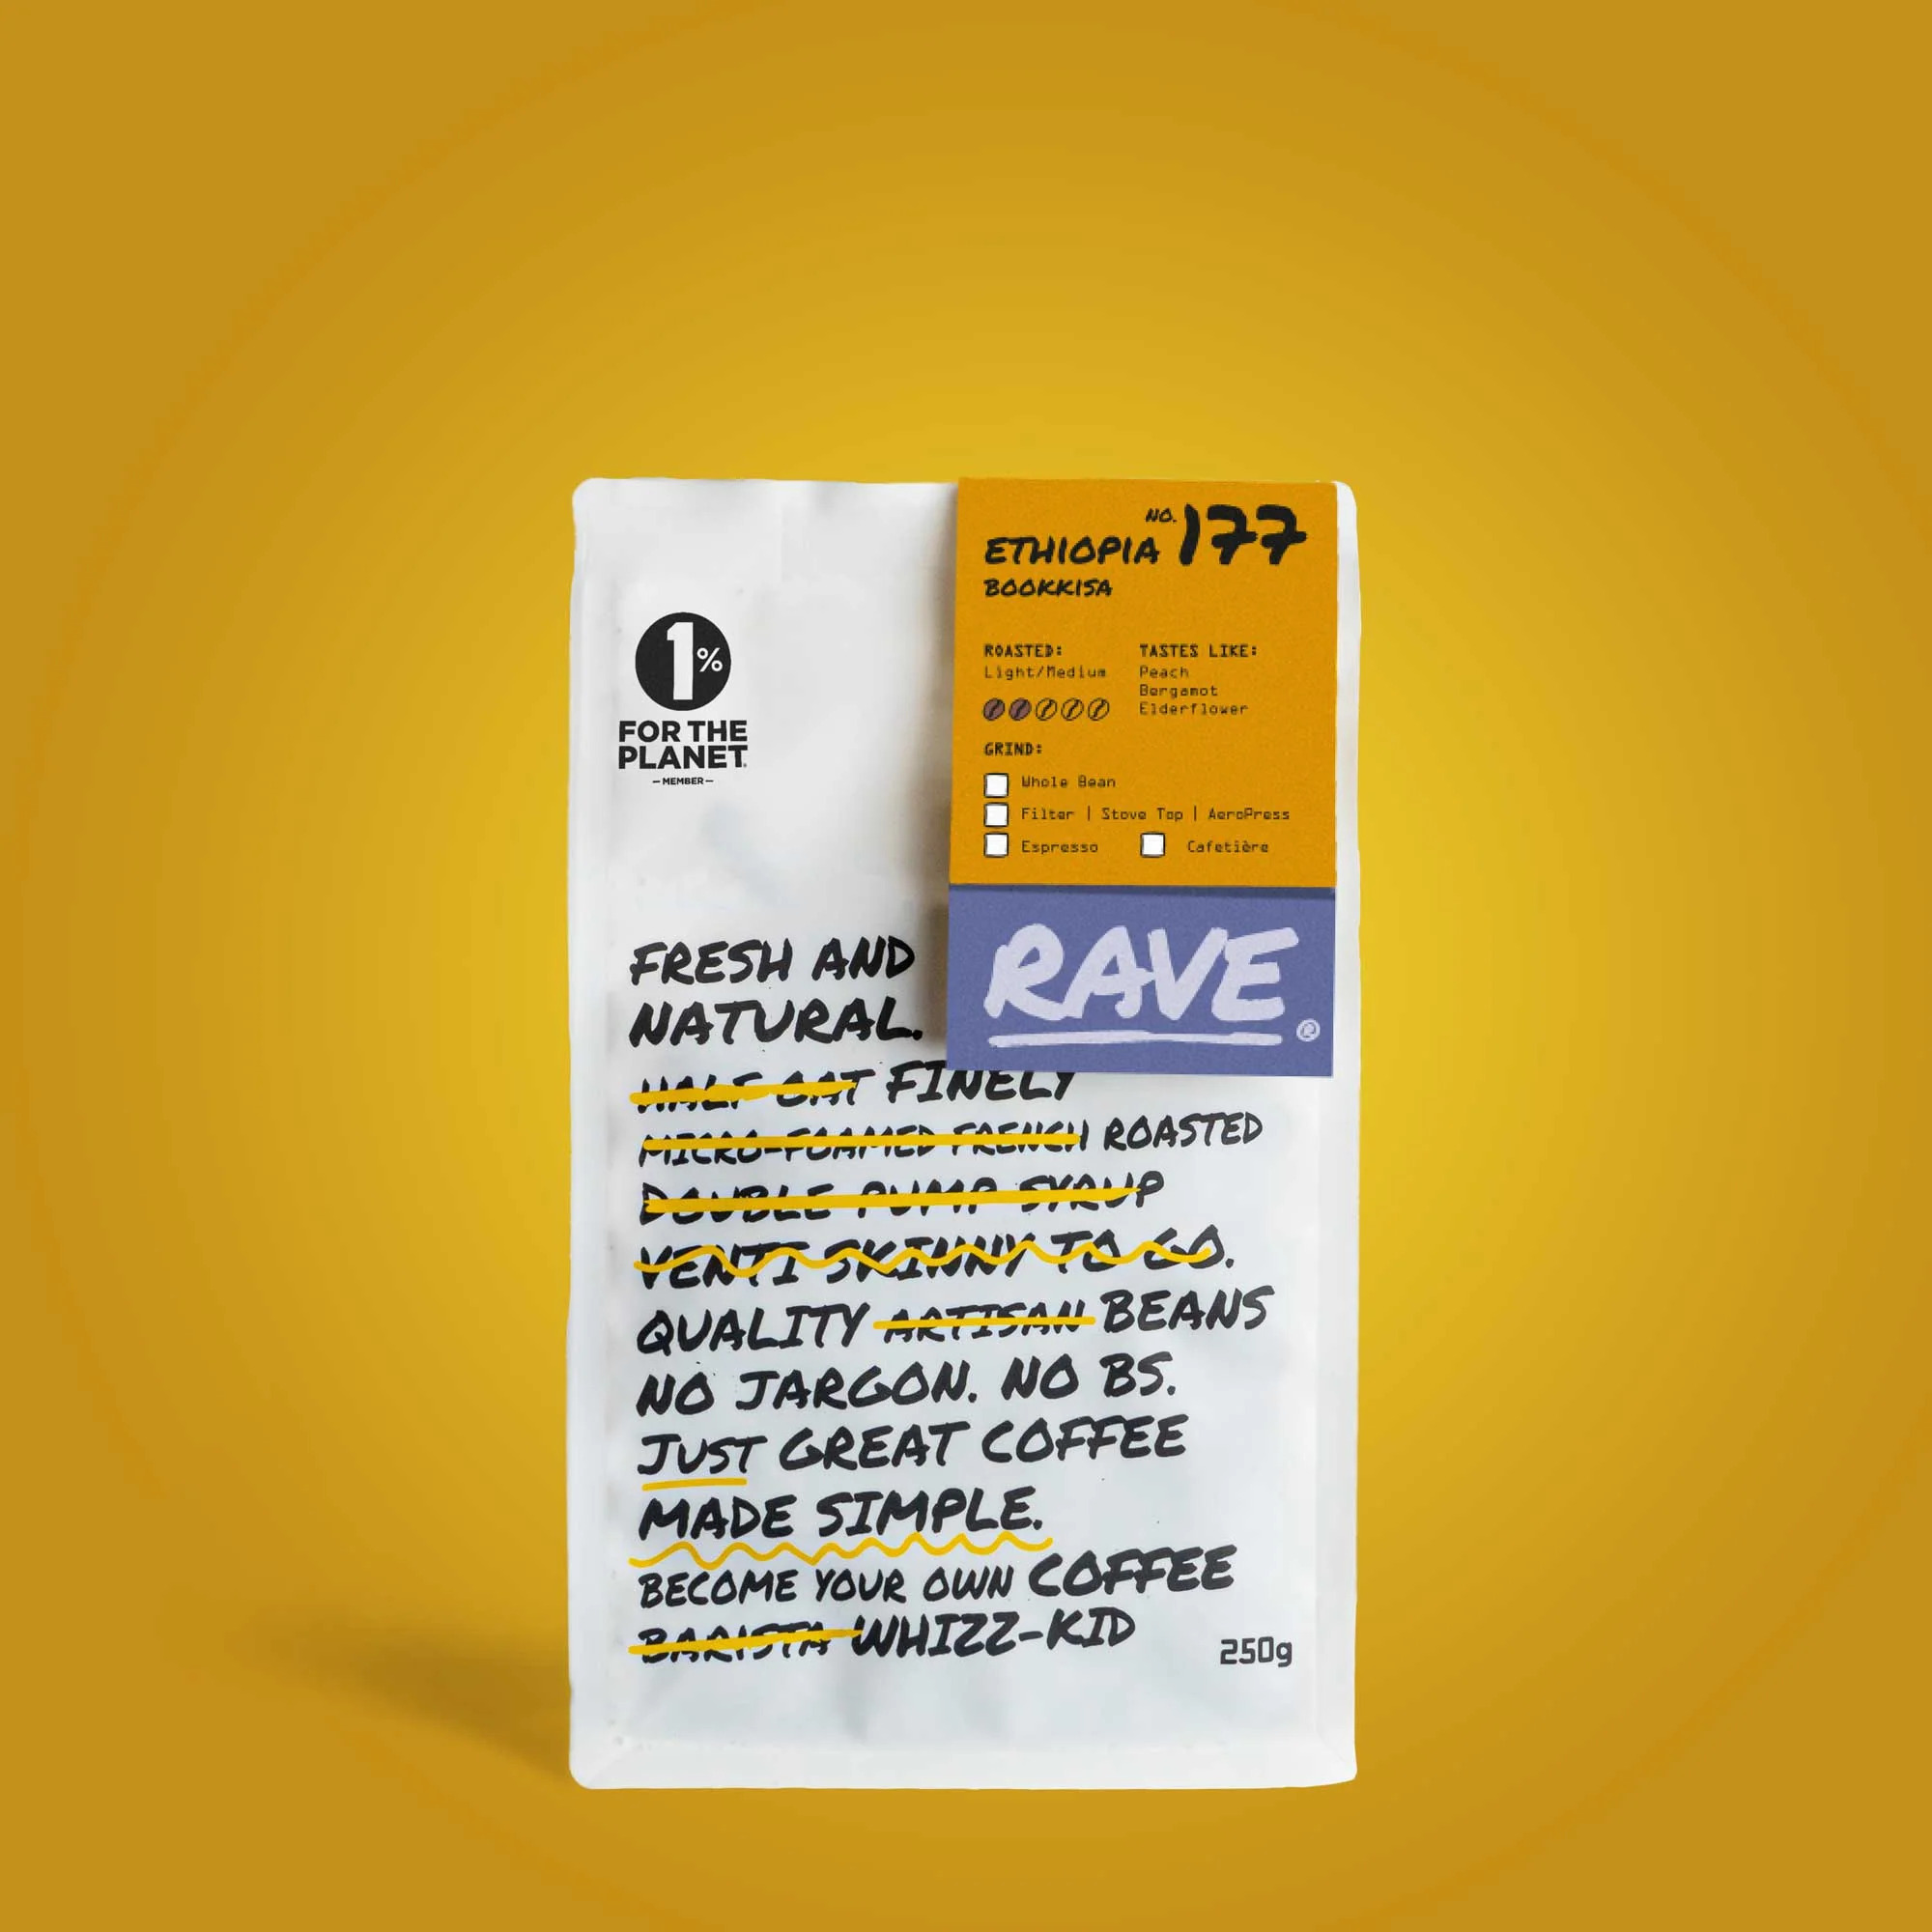 NO. 177
ETHIOPIA
BOOKKISA
ROASTED:
Light/Medium
TASTES LIKE:
Peach
Bergamot
Elderflower
GRIND:
Whole Bean
Filter | Stove Top | AeroPress
Espresso
Cafetière
RAVE®
1%
FOR THE
PLANET®
— MEMBER —
FRESH AND
NATURAL.
HALF OAT FINELY
MICRO-FOAMED FRENCH ROASTED
DOUBLE PUMP SYRUP
VENTI SKINNY TO GO.
QUALITY ARTISAN BEANS
NO JARGON. NO BS.
JUST GREAT COFFEE
MADE SIMPLE.
BECOME YOUR OWN COFFEE
BARISTA WHIZZ-KID
250g